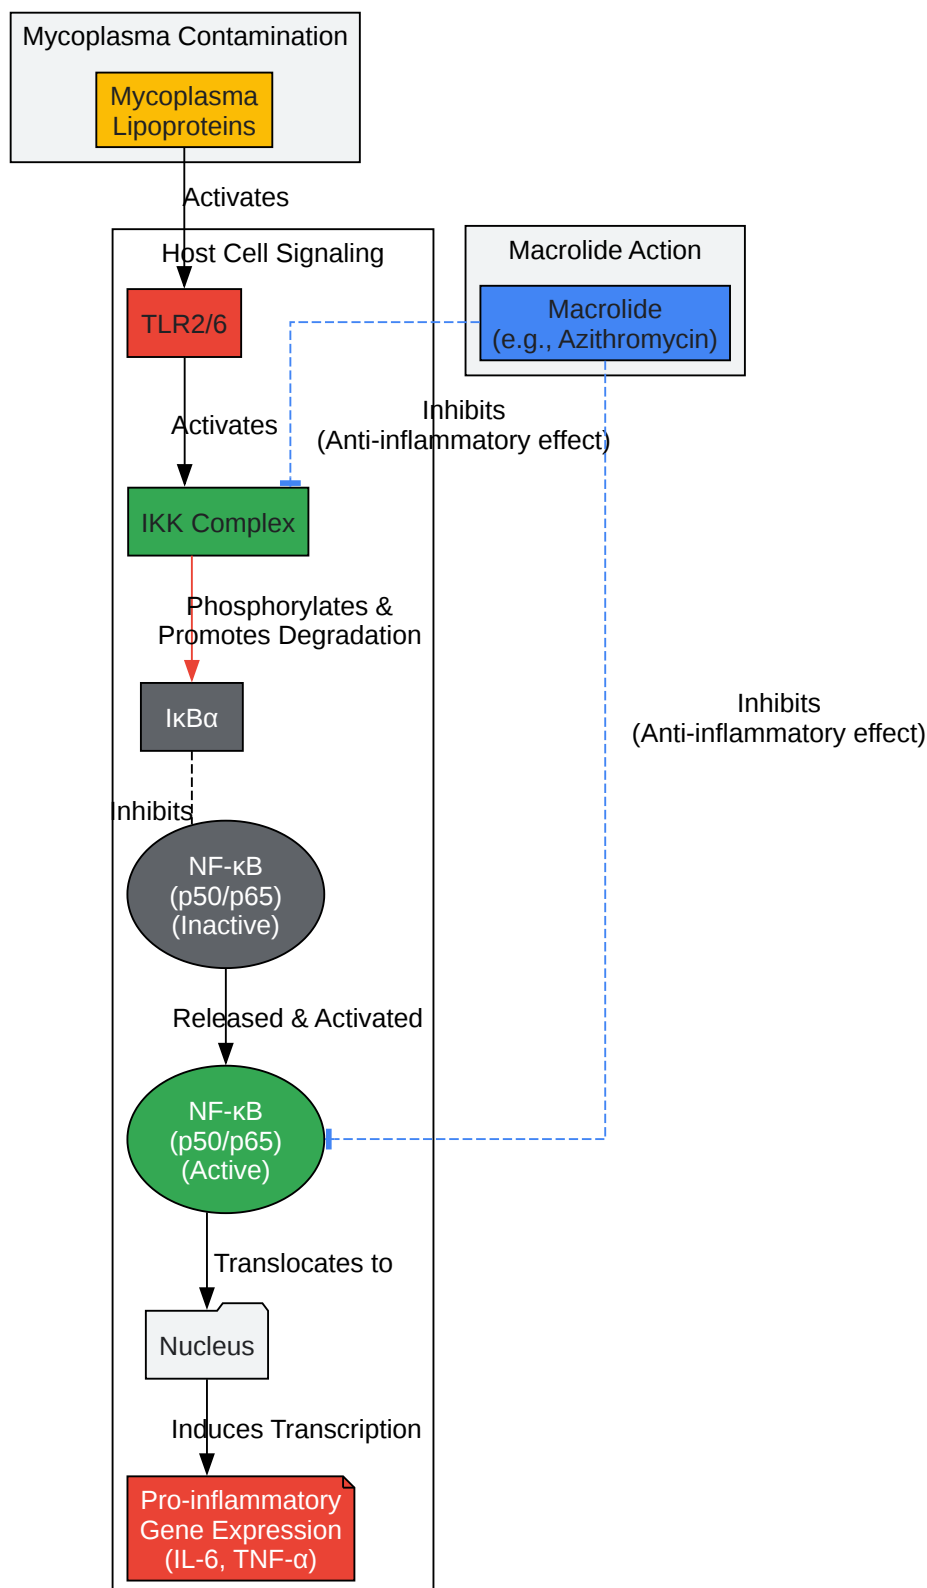 Mycoplasma Contamination
Mycoplasma
Lipoproteins
Activates
Host Cell Signaling
Macrolide Action
TLR2/6
Macrolide
(e.g., Azithromycin)
Activates
Inhibits
(Anti-inflammatory effect)
IKK Complex
Phosphorylates &
Promotes Degradation
IκBα
Inhibits
(Anti-inflammatory effect)
Inhibits
NF-κB
(p50/p65)
(Inactive)
Released & Activated
NF-κB
(p50/p65)
(Active)
Translocates to
Nucleus
Induces Transcription
Pro-inflammatory
Gene Expression
(IL-6, TNF-α)